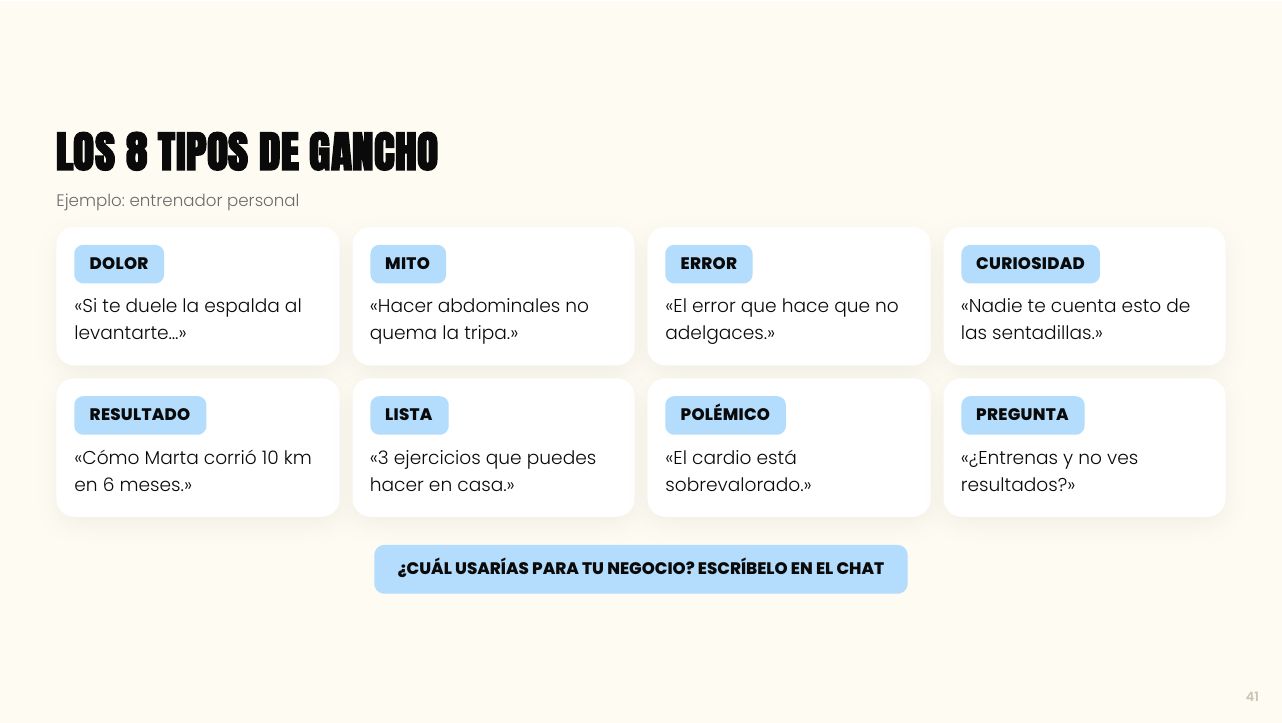 LOS 8 TIPOS DE GANCHO
Ejemplo: entrenador personal
DOLOR
«Si te duele la espalda al
levantarte...»
MITO
«Hacer abdominales no
quema la tripa.»
ERROR
«El error que hace que no
adelgaces.»
CURIOSIDAD
«Nadie te cuenta esto de
las sentadillas.»
RESULTADO
«Cómo Marta corrió 10 km
en 6 meses.»
LISTA
«3 ejercicios que puedes
hacer en casa.»
POLÉMICO
«El cardio está
sobrevalorado.»
PREGUNTA
«¿Entrenas y no ves
resultados?»
¿CUÁL USARÍAS PARA TU NEGOCIO? ESCRÍBELO EN EL CHAT
41